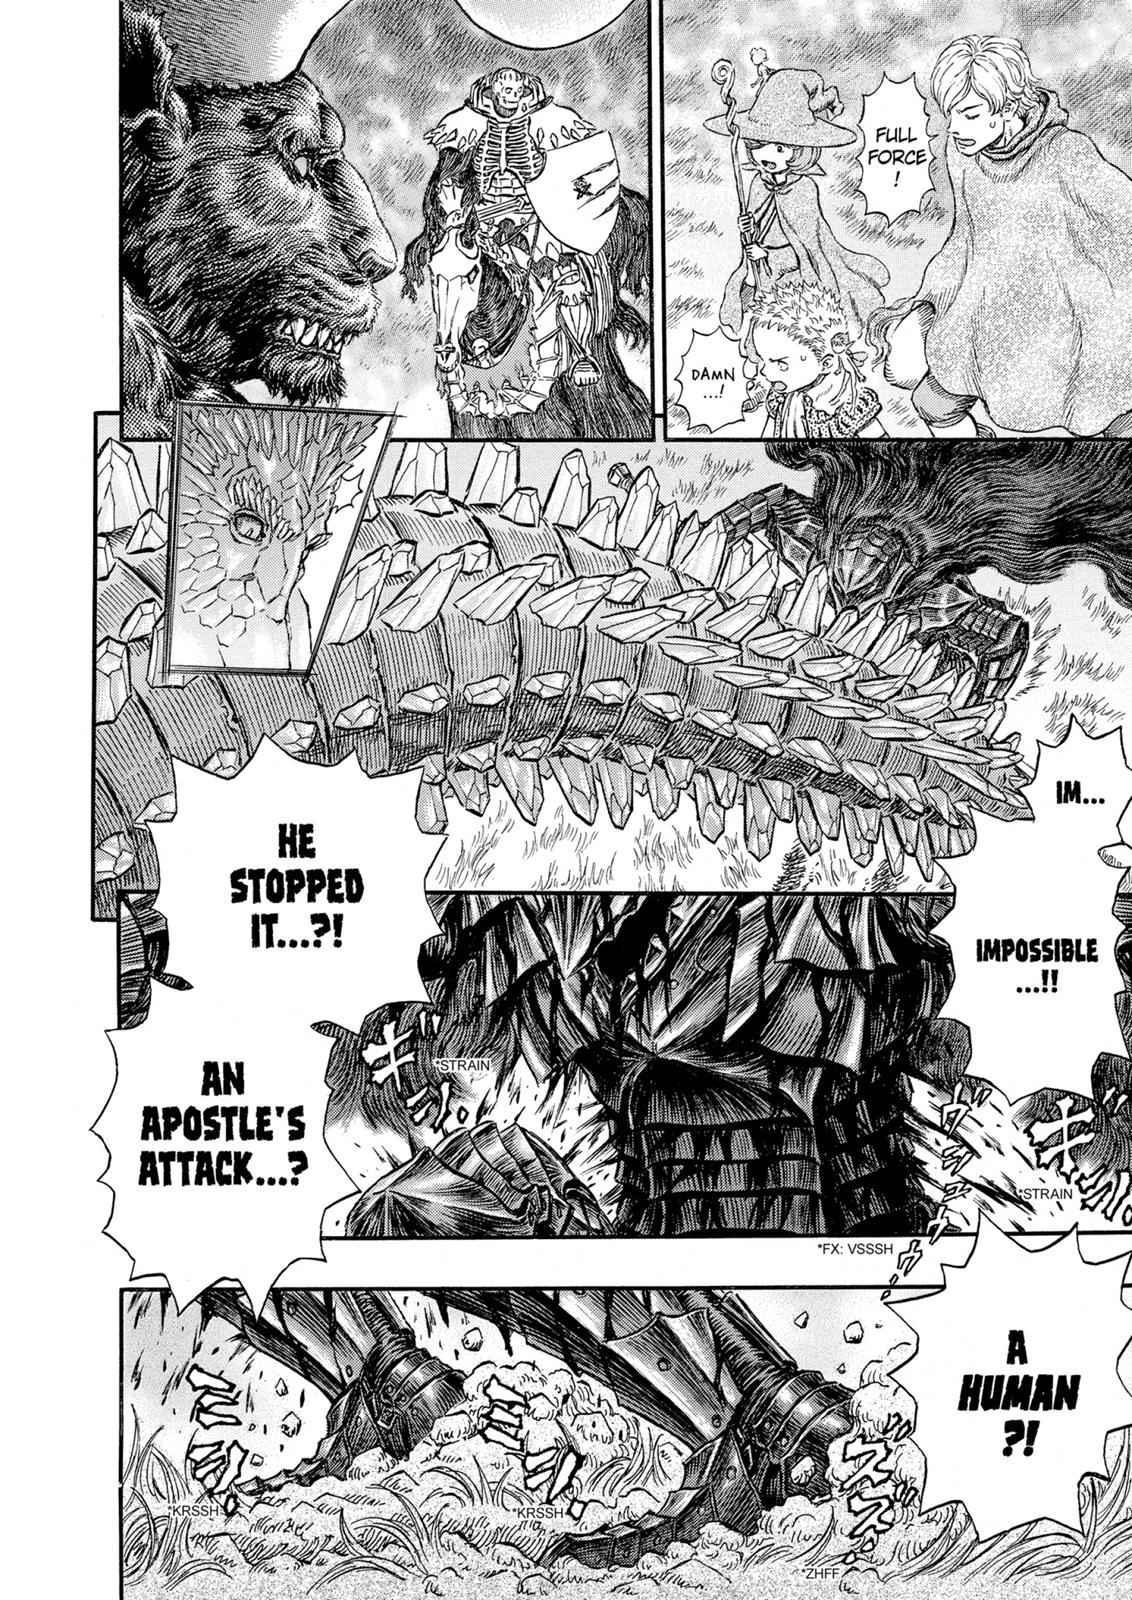 FULL
FORCE
!
DAMN
...!
IM...
IMPOSSIBLE
...!!
HE
STOPPED
IT...?!
AN
APOSTLE'S
ATTACK...?
*STRAIN
*STRAIN
*FX: VSSSH
A
HUMAN
?!
*KRSSH
*KRSSH
*ZHFF